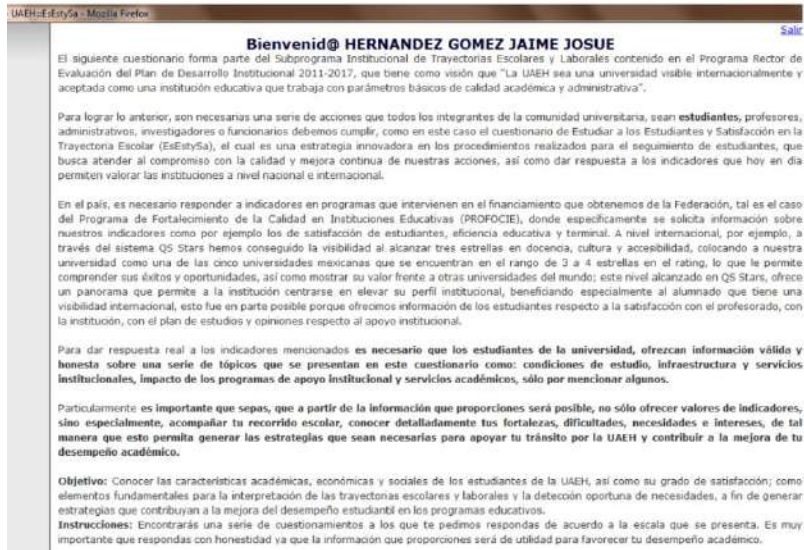 UAEH::EsEstySa - Mozilla Firefox
Salir
Bienvenid@ HERNANDEZ GOMEZ JAIME JOSUE
El siguiente cuestionario forma parte del Subprograma Institucional de Trayectorias Escolares y Laborales contenido en el Programa Rector de
Evaluación del Plan de Desarrollo Institucional 2011-2017, que tiene como visión que "La UAEH sea una universidad visible internacionalmente y
aceptada como una institución educativa que trabaja con parámetros básicos de calidad académica y administrativa".
Para lograr lo anterior, son necesarias una serie de acciones que todos los integrantes de la comunidad universitaria, sean estudiantes, profesores,
administrativos, investigadores o funcionarios debemos cumplir, como en este caso el cuestionario de Estudiar a los Estudiantes y Satisfacción en la
Trayectoria Escolar (EsEstySa), el cual es una estrategia innovadora en los procedimientos realizados para el seguimiento de estudiantes, que
busca atender al compromiso con la calidad y mejora continua de nuestras acciones, así como dar respuesta a los indicadores que hoy en día
permiten valorar las instituciones a nivel nacional e internacional.
En el país, es necesario responder a indicadores en programas que intervienen en el financiamiento que obtenemos de la Federación, tal es el caso
del Programa de Fortalecimiento de la Calidad en Instituciones Educativas (PROFOCIE), donde específicamente se solicita información sobre
nuestros indicadores como por ejemplo los de satisfacción de estudiantes, eficiencia educativa y terminal. A nivel internacional, por ejemplo, a
través del sistema QS Stars hemos conseguido la visibilidad al alcanzar tres estrellas en docencia, cultura y accesibilidad, colocando a nuestra
universidad como una de las cinco universidades mexicanas que se encuentran en el rango de 3 a 4 estrellas en el rating, lo que le permite
comprender sus éxitos y oportunidades, así como mostrar su valor frente a otras universidades del mundo; este nivel alcanzado en QS Stars, ofrece
un panorama que permite a la institución centrarse en elevar su perfil institucional, beneficiando especialmente al alumnado que tiene una
visibilidad internacional, esto fue en parte posible porque ofrecimos información de los estudiantes respecto a la satisfacción con el profesorado, con
la institución, con el plan de estudios y opiniones respecto al apoyo institucional.
Para dar respuesta real a los indicadores mencionados es necesario que los estudiantes de la universidad, ofrezcan información válida y
honesta sobre una serie de tópicos que se presentan en este cuestionario como: condiciones de estudio, infraestructura y servicios
institucionales, impacto de los programas de apoyo institucional y servicios académicos, sólo por mencionar algunos.
Particularmente es importante que sepas, que a partir de la información que proporciones será posible, no sólo ofrecer valores de indicadores,
sino especialmente, acompañar tu recorrido escolar, conocer detalladamente tus fortalezas, dificultades, necesidades e intereses, de tal
manera que esto permita generar las estrategias que sean necesarias para apoyar tu tránsito por la UAEH y contribuir a la mejora de tu
desempeño académico.
Objetivo: Conocer las características académicas, económicas y sociales de los estudiantes de la UAEH, así como su grado de satisfacción; como
elementos fundamentales para la interpretación de las trayectorias escolares y laborales y la detección oportuna de necesidades, a fin de generar
estrategias que contribuyan a la mejora del desempeño estudiantil en los programas educativos.
Instrucciones: Encontrarás una serie de cuestionamientos a los que te pedimos respondas de acuerdo a la escala que se presenta. Es muy
importante que respondas con honestidad ya que la información que proporciones será de utilidad para favorecer tu desempeño académico.